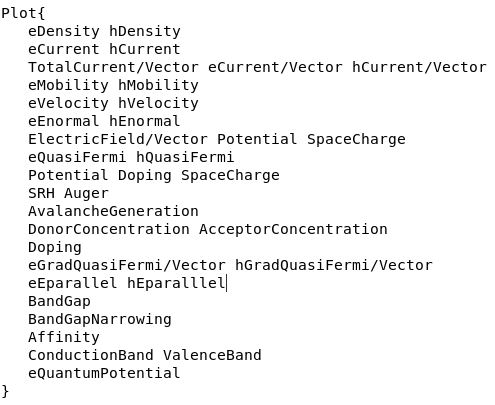 Plot{
eDensity hDensity
eCurrent hCurrent
TotalCurrent/Vector eCurrent/Vector hCurrent/Vector
eMobility hMobility
eVelocity hVelocity
eEnormal hEnormal
ElectricField/Vector Potential SpaceCharge
eQuasiFermi hQuasiFermi
Potential Doping SpaceCharge
SRH Auger
AvalancheGeneration
DonorConcentration AcceptorConcentration
Doping
eGradQuasiFermi/Vector hGradQuasiFermi/Vector
eEparallel hEparalllel
BandGap
BandGapNarrowing
Affinity
ConductionBand ValenceBand
eQuantumPotential
}